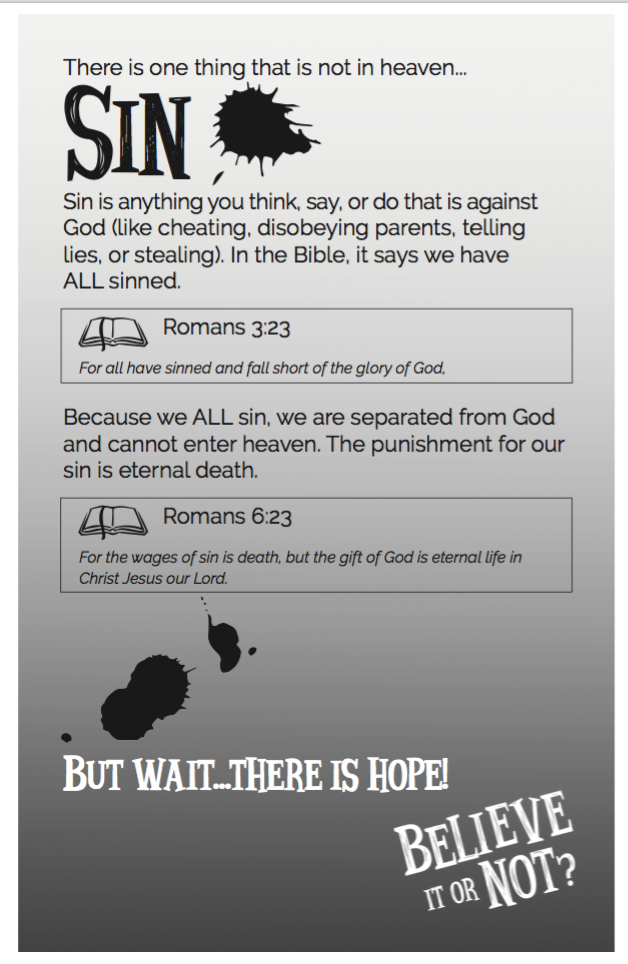 There is one thing that is not in heaven...
SIN
Sin is anything you think, say, or do that is against
God (like cheating, disobeying parents, telling
lies, or stealing). In the Bible, it says we have
ALL sinned.
Romans 3:23
For all have sinned and fall short of the glory of God,
Because we ALL sin, we are separated from God
and cannot enter heaven. The punishment for our
sin is eternal death.
Romans 6:23
For the wages of sin is death, but the gift of God is eternal life in
Christ Jesus our Lord.
BUT WAIT...THERE IS HOPE!
BELIEVE
IT OR NOT?